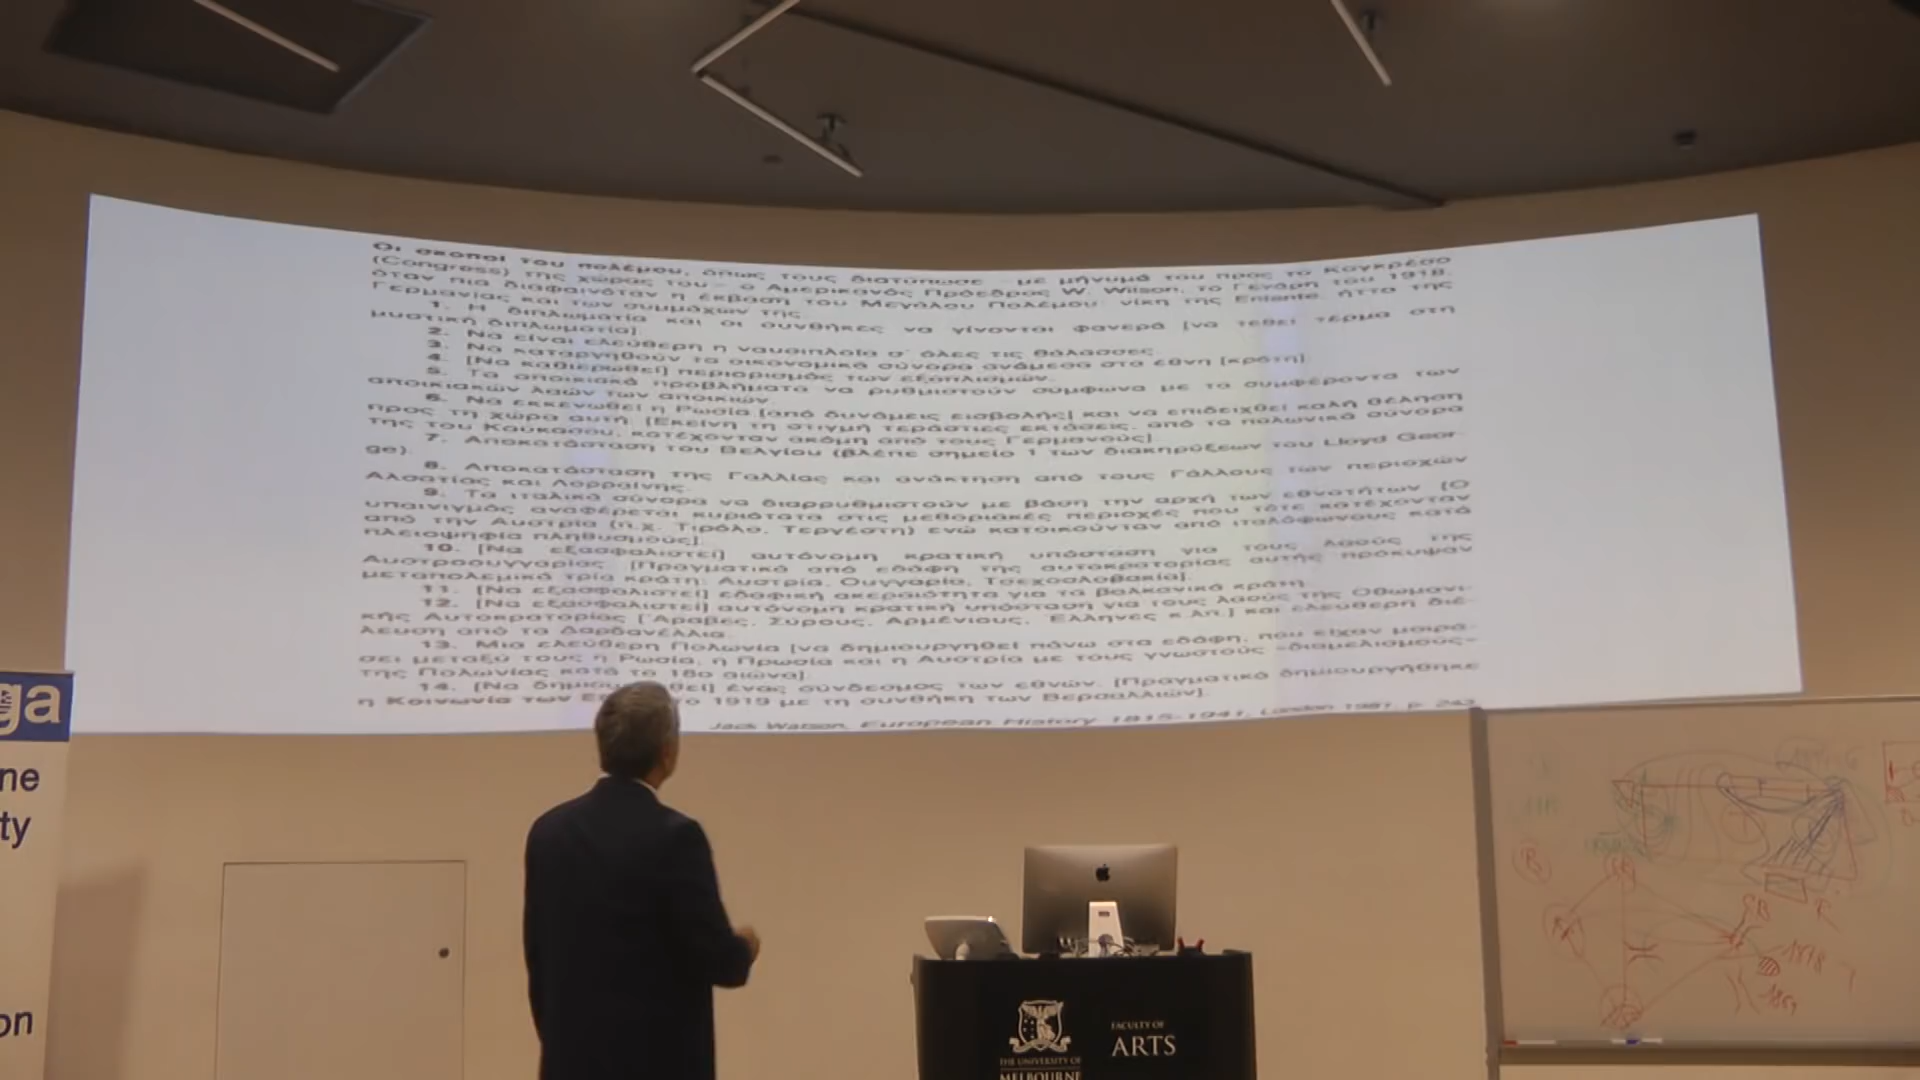 Οι σκοποί του πολέμου, όπως τους διατύπωσε - με μήνυμά του προς το Κογκρέσο
(Congress) της χώρας του - ο Αμερικανός Πρόεδρος W. Wilson, το Γενάρη του 1918,
όταν πια διαφαινόταν η έκβαση του Μεγάλου Πολέμου: νίκη της Entente, ήττα της
Γερμανίας και των συμμάχων της.
1. Η διπλωματία και οι συνθήκες να γίνονται φανερά [να τεθεί τέρμα στη
μυστική διπλωματία].
2. Να είναι ελεύθερη η ναυσιπλοΐα σ' όλες τις θάλασσες.
3. Να καταργηθούν τα οικονομικά σύνορα ανάμεσα στα έθνη [κράτη].
4. [Να καθιερωθεί] περιορισμός των εξοπλισμών.
5. Τα αποικιακά προβλήματα να ρυθμιστούν σύμφωνα με τα συμφέροντα των
αποικιακών λαών των αποικιών.
6. Να εκκενωθεί η Ρωσία [από δυνάμεις εισβολής] και να επιδειχθεί καλή θέληση
προς τη χώρα αυτή. [Εκείνη τη στιγμή τεράστιες εκτάσεις, από τα πολωνικά σύνορα
της του Καυκάσου, κατέχονταν ακόμη από τους Γερμανούς].
7. Αποκατάσταση του Βελγίου (βλέπε σημείο 1 των διακηρύξεων του Lloyd Geor-
ge).
8. Αποκατάσταση της Γαλλίας και ανάκτηση από τους Γάλλους των περιοχών
Αλσατίας και Λορραίνης.
9. Τα ιταλικά σύνορα να διαρρυθμιστούν με βάση την αρχή των εθνοτήτων. [Ο
υπαινιγμός αναφέρεται κυριότατα στις μεθοριακές περιοχές που τότε κατέχονταν
από την Αυστρία (π.χ. Τιρόλο, Τεργέστη) ενώ κατοικούνταν από ιταλόφωνους κατά
πλειοψηφία πληθυσμούς].
10. [Να εξασφαλιστεί] αυτόνομη κρατική υπόσταση για τους λαούς της
Αυστροουγγαρίας. [Πραγματικά από εδάφη της αυτοκρατορίας αυτής πρόκυψαν
μεταπολεμικά τρία κράτη: Αυστρία, Ουγγαρία, Τσεχοσλοβακία].
11. [Να εξασφαλιστεί] εδαφική ακεραιότητα για τα βαλκανικά κράτη.
12. [Να εξασφαλιστεί] αυτόνομη κρατική υπόσταση για τους λαούς της Οθωμανι-
κής Αυτοκρατορίας [Άραβες, Σύρους, Αρμένιους, Έλληνες κ.λπ.] και ελεύθερη διέ-
λευση από τα Δαρδανέλλια.
13. Μια ελεύθερη Πολωνία [να δημιουργηθεί πάνω στα εδάφη, που είχαν μοιρά-
σει μεταξύ τους η Ρωσία, η Πρωσία και η Αυστρία με τους γνωστούς «διαμελισμούς»
της Πολωνίας κατά το 18ο αιώνα].
14. [Να θεί] ένας σύνδεσμος των εθνών. [Πραγματικά δημιουργήθηκε
η Κοινωνία των το 1919 με τη συνθήκη των Βερσαλλιών].
Jack Watson, European History 1815-1941, London 1981, p. 243
ga
ne
ty
on
THE UNIVERSITY OF
MELBOURNE
FACULTY OF
ARTS
1878